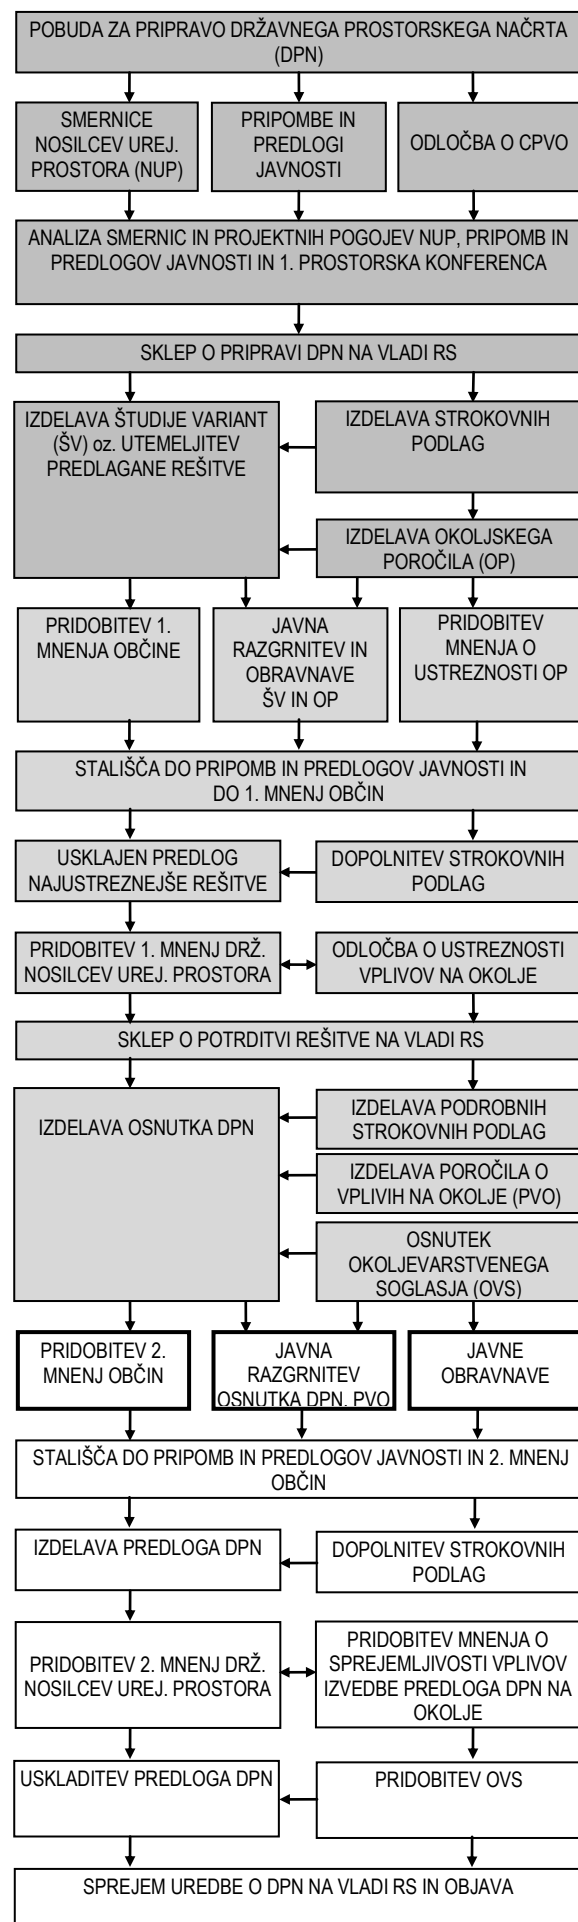 POBUDA ZA PRIPRAVO DRŽAVNEGA PROSTORSKEGA NAČRTA
(DPN)
SMERNICE
NOSILCEV UREJ.
PROSTORA (NUP)
PRIPOMBE IN
PREDLOGI
JAVNOSTI
ODLOČBA O CPVO
ANALIZA SMERNIC IN PROJEKTNIH POGOJEV NUP, PRIPOMB IN
PREDLOGOV JAVNOSTI IN 1. PROSTORSKA KONFERENCA
SKLEP O PRIPRAVI DPN NA VLADI RS
IZDELAVA ŠTUDIJE VARIANT
(ŠV) oz. UTEMELJITEV
PREDLAGANE REŠITVE
IZDELAVA STROKOVNIH
PODLAG
IZDELAVA OKOLJSKEGA
POROČILA (OP)
PRIDOBITEV 1.
MNENJA OBČINE
JAVNA
RAZGRNITEV IN
OBRAVNAVE
ŠV IN OP
PRIDOBITEV
MNENJA O
USTREZNOSTI OP
STALIŠČA DO PRIPOMB IN PREDLOGOV JAVNOSTI IN
DO 1. MNENJ OBČIN
USKLAJEN PREDLOG
NAJUSTREZNEJŠE REŠITVE
DOPOLNITEV STROKOVNIH
PODLAG
PRIDOBITEV 1. MNENJ DRŽ.
NOSILCEV UREJ. PROSTORA
ODLOČBA O USTREZNOSTI
VPLIVOV NA OKOLJE
SKLEP O POTRDITVI REŠITVE NA VLADI RS
IZDELAVA OSNUTKA DPN
IZDELAVA PODROBNIH
STROKOVNIH PODLAG
IZDELAVA POROČILA O
VPLIVIH NA OKOLJE (PVO)
OSNUTEK
OKOLJEVARSTVENEGA
SOGLASJA (OVS)
PRIDOBITEV 2.
MNENJ OBČIN
JAVNA
RAZGRNITEV
OSNUTKA DPN, PVO
JAVNE
OBRAVNAVE
STALIŠČA DO PRIPOMB IN PREDLOGOV JAVNOSTI IN 2. MNENJ
OBČIN
IZDELAVA PREDLOGA DPN
DOPOLNITEV STROKOVNIH
PODLAG
PRIDOBITEV 2. MNENJ DRŽ.
NOSILCEV UREJ. PROSTORA
PRIDOBITEV MNENJA O
SPREJEMLJIVOSTI VPLIVOV
IZVEDBE PREDLOGA DPN NA
OKOLJE
USKLADITEV PREDLOGA DPN
PRIDOBITEV OVS
SPREJEM UREDBE O DPN NA VLADI RS IN OBJAVA